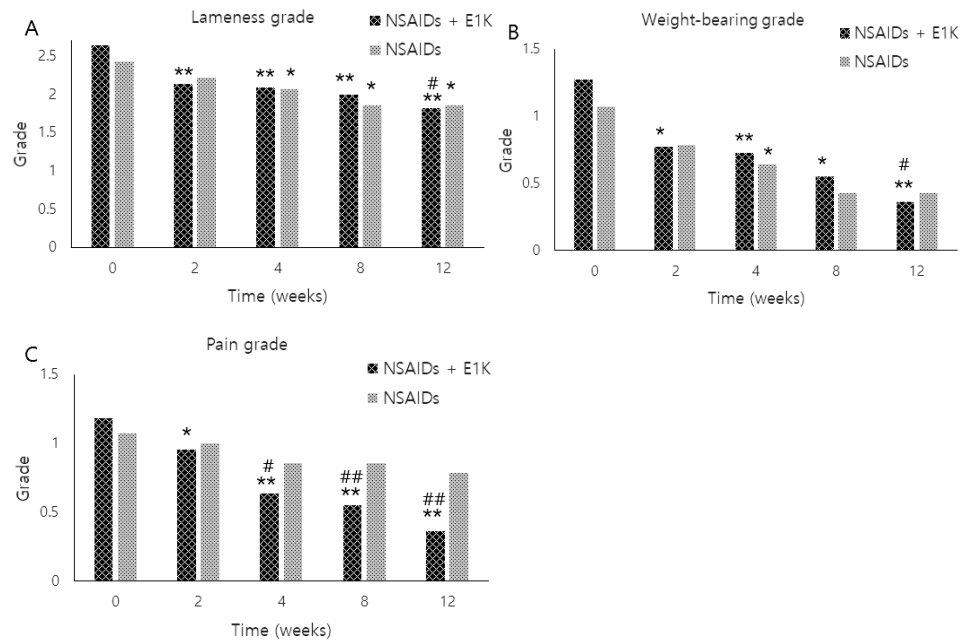 A
Lameness grade
NSAIDs + E1K
NSAIDs
Grade
2.5
2
1.5
1
0.5
0
**
**
*
**
*
#
**
*
0 2 4 8 12
Time (weeks)
B
Weight-bearing grade
NSAIDs + E1K
NSAIDs
Grade
1.5
1
0.5
0
*
**
*
*
#
**
0 2 4 8 12
Time (weeks)
C
Pain grade
NSAIDs + E1K
NSAIDs
Grade
1.5
1
0.5
0
*
#
**
##
**
##
**
0 2 4 8 12
Time (weeks)